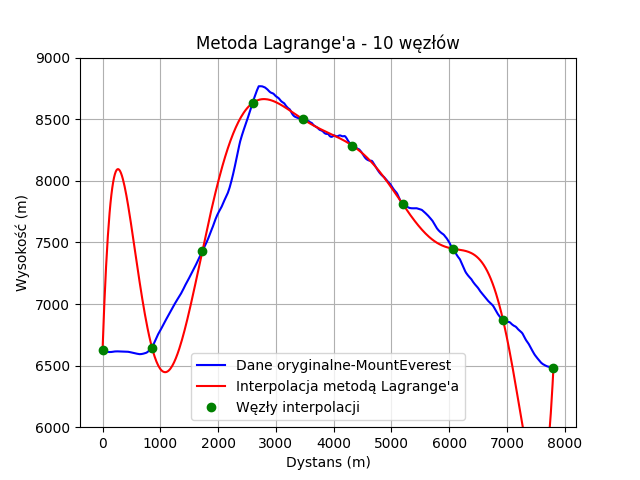 Metoda Lagrange'a - 10 węzłów
Wysokość (m)
9000
8500
8000
7500
7000
6500
6000
0 1000 2000 3000 4000 5000 6000 7000 8000
Dystans (m)
Dane oryginalne-MountEverest
Interpolacja metodą Lagrange'a
Węzły interpolacji